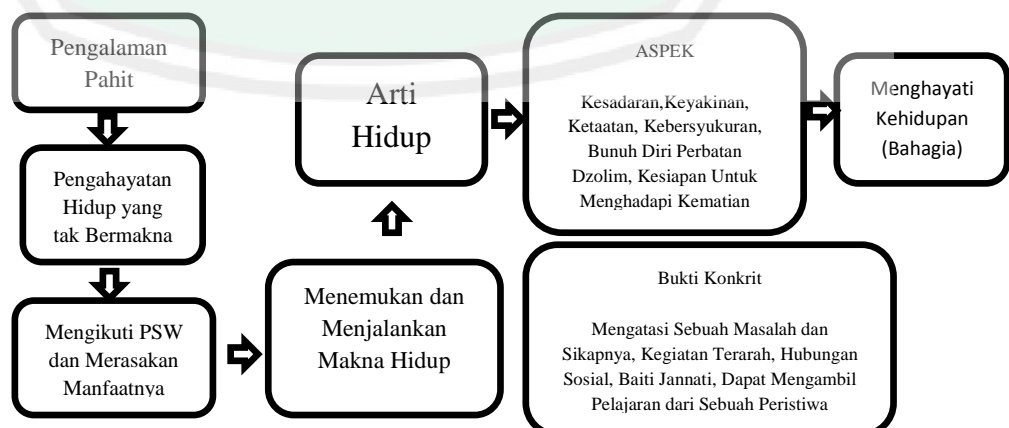 Pengalaman
Pahit
Pengahayatan
Hidup yang
tak Bermakna
Mengikuti PSW
dan Merasakan
Manfaatnya
Menemukan dan
Menjalankan
Makna Hidup
Arti
Hidup
ASPEK
Kesadaran,Keyakinan,
Ketaatan, Kebersyukuran,
Bunuh Diri Perbatan
Dzolim, Kesiapan Untuk
Menghadapi Kematian
Bukti Konkrit
Mengatasi Sebuah Masalah dan
Sikapnya, Kegiatan Terarah, Hubungan
Sosial, Baiti Jannati, Dapat Mengambil
Pelajaran dari Sebuah Peristiwa
Menghayati
Kehidupan
(Bahagia)